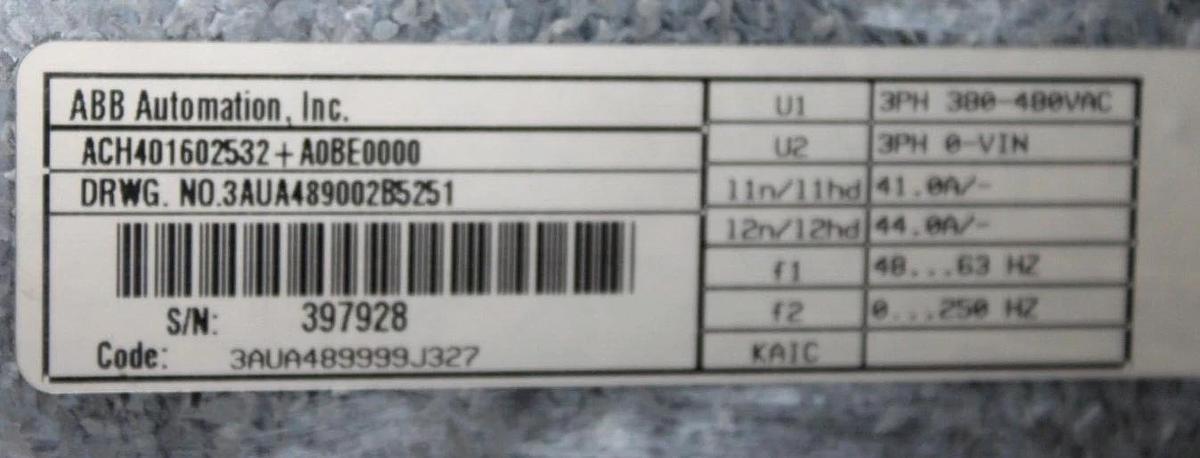 ABB Automation, Inc.
ACH401602532+A0BE0000
DRWG. NO.3AUA489002B5251
S/N: 397928
Code: 3AUA489999J327
U1 3PH 380-480VAC
U2 3PH 0-VIN
I1n/I1hd 41.0A/-
I2n/I2hd 44.0A/-
f1 48...63 HZ
f2 0...250 HZ
KAIC